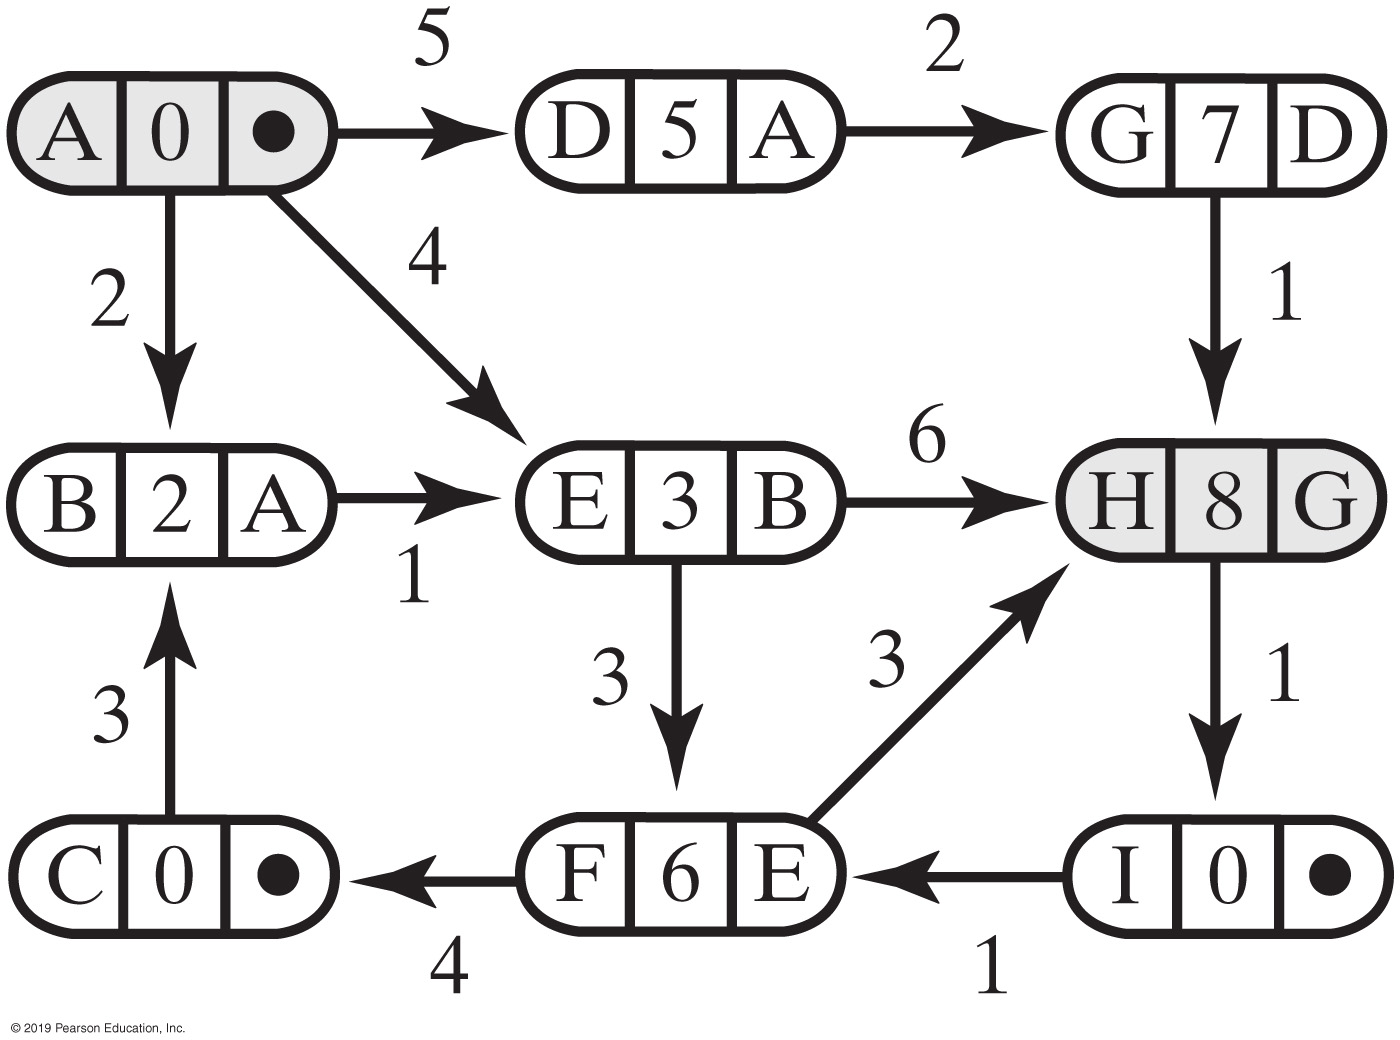 5 2
A 0 • D 5 A G 7 D
2 4 1
6
B 2 A E 3 B H 8 G
1
3 3 3 1
C 0 • F 6 E I 0 •
4 1
© 2019 Pearson Education, Inc.